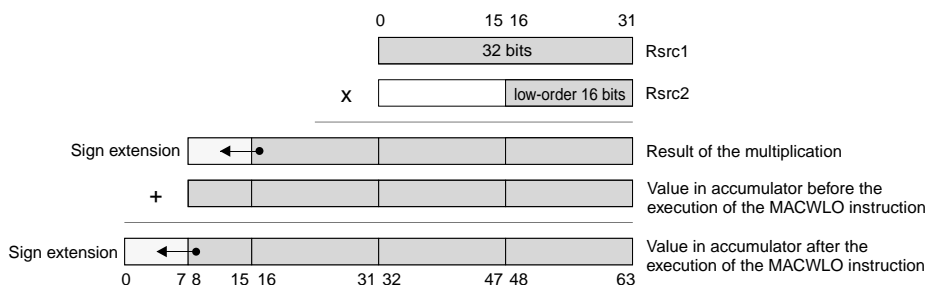 0 15 16 31
32 bits Rsrc1
x low-order 16 bits Rsrc2
Sign extension Result of the multiplication
+ Value in accumulator before the
execution of the MACWLO instruction
Sign extension Value in accumulator after the
execution of the MACWLO instruction
0 7 8 15 16 31 32 47 48 63